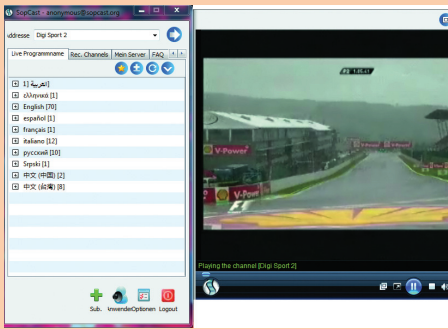 SopCast - anonymous@sopcast.org
Addresse Digi Sport 2
Live Programmname Rec. Channels Mein Server FAQ
العربية [1]
ελληνικά [1]
English [70]
español [1]
français [1]
italiano [12]
русский [10]
Srpski [1]
中文 (中国) [2]
中文 (台湾) [8]
Sub. Anwender Optionen Logout
V-Power
V-Power
F1
Playing the channel [Digi Sport 2]